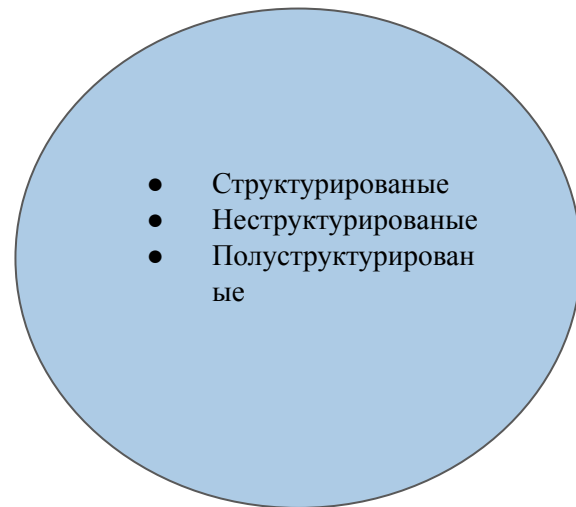 ● Структурированые
● Неструктурированые
● Полуструктурирован
ые